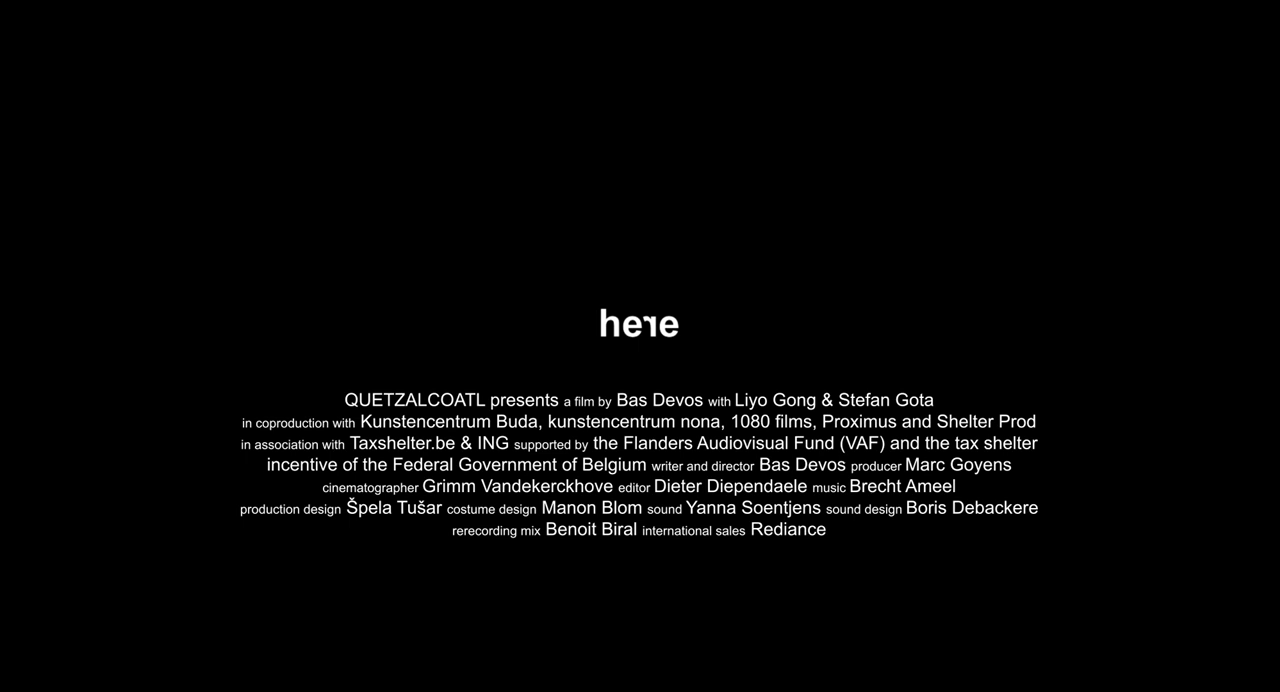 here
QUETZALCOATL presents a film by Bas Devos with Liyo Gong & Stefan Gota
in coproduction with Kunstencentrum Buda, kunstencentrum nona, 1080 films, Proximus and Shelter Prod
in association with Taxshelter.be & ING supported by the Flanders Audiovisual Fund (VAF) and the tax shelter
incentive of the Federal Government of Belgium writer and director Bas Devos producer Marc Goyens
cinematographer Grimm Vandekerckhove editor Dieter Diependaele music Brecht Ameel
production design Špela Tušar costume design Manon Blom sound Yanna Soentjens sound design Boris Debackere
rerecording mix Benoit Biral international sales Rediance